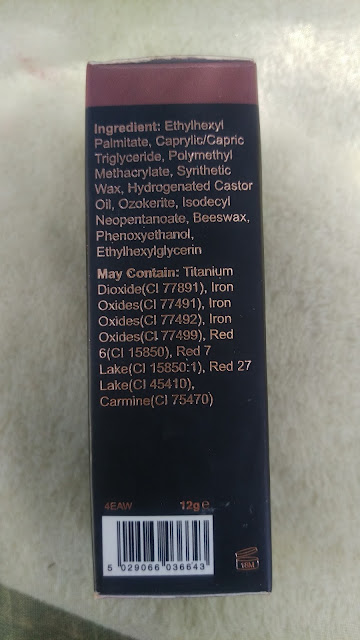 Ingredient: Ethylhexyl
Palmitate, Caprylic/Capric
Triglyceride, Polymethyl
Methacrylate, Synthetic
Wax, Hydrogenated Castor
Oil, Ozokerite, Isodecyl
Neopentanoate, Beeswax,
Phenoxyethanol,
Ethylhexylglycerin
May Contain: Titanium
Dioxide(CI 77891), Iron
Oxides(CI 77491), Iron
Oxides(CI 77492), Iron
Oxides(CI 77499), Red
6(CI 15850), Red 7
Lake(CI 15850:1), Red 27
Lake(CI 45410),
Carmine(CI 75470)
4EAW 12g e
5 029066 036643
18M